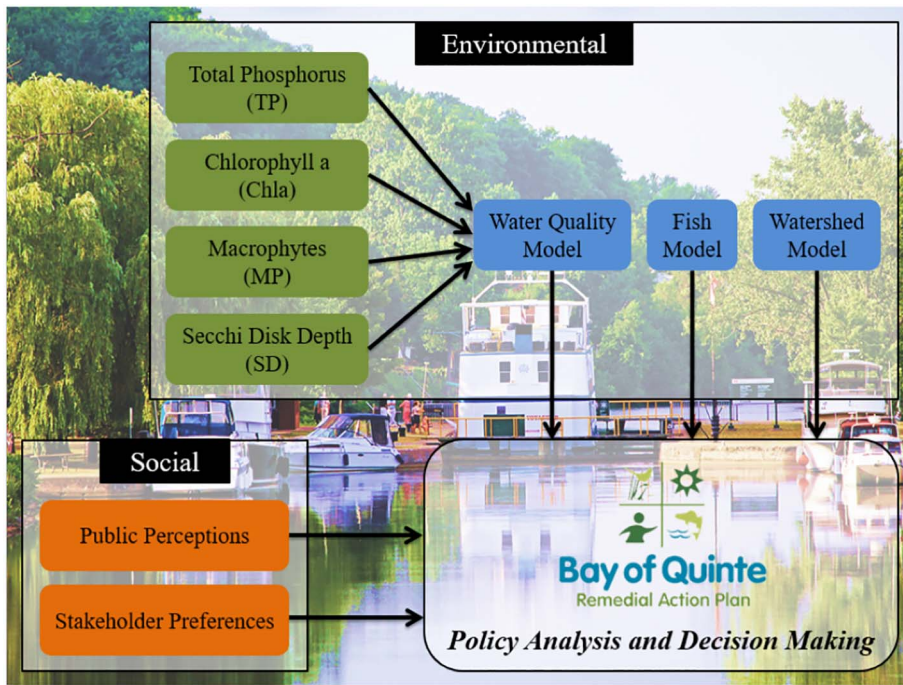 Environmental
Total Phosphorus
(TP)
Chlorophyll a
(Chla)
Macrophytes
(MP)
Secchi Disk Depth
(SD)
Water Quality
Model
Fish
Model
Watershed
Model
Social
Public Perceptions
Stakeholder Preferences
Bay of Quinte
Remedial Action Plan
Policy Analysis and Decision Making